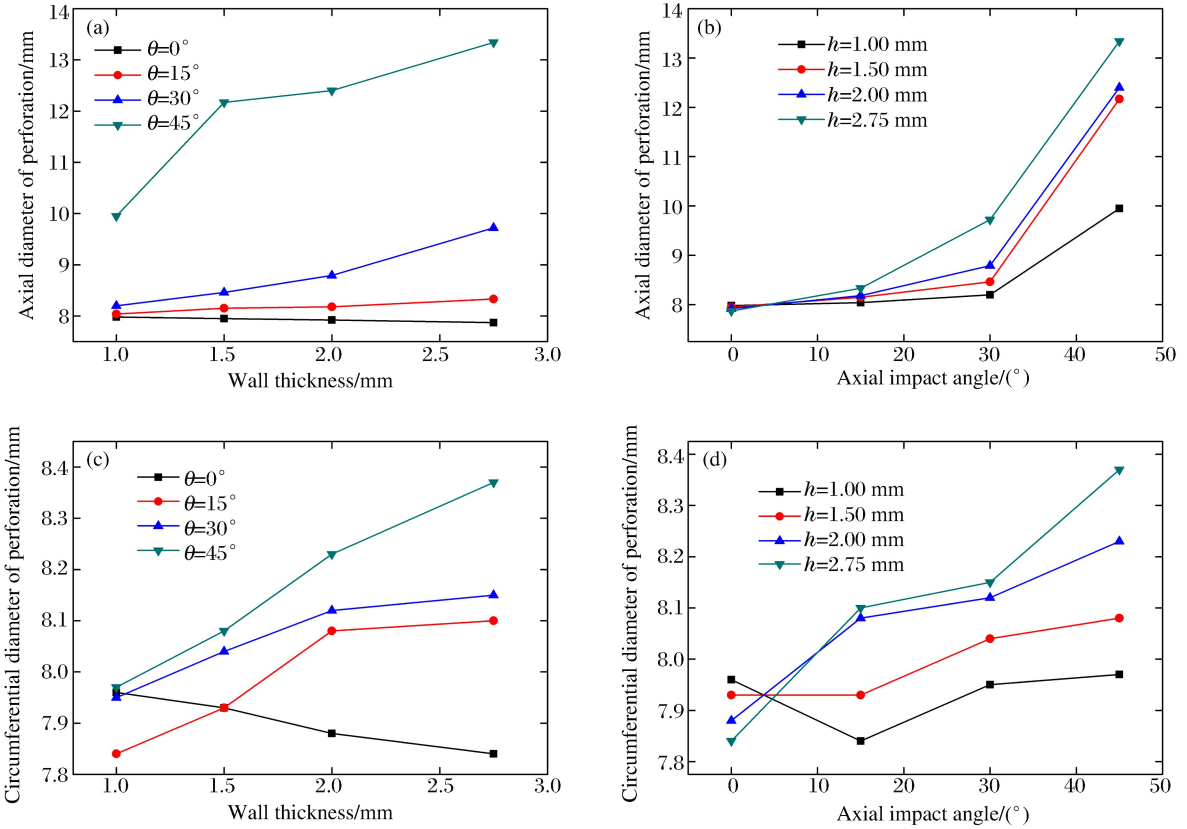 (a)
θ=0°
θ=15°
θ=30°
θ=45°
14
13
12
11
10
9
8
Axial diameter of perforation/mm
1.0 1.5 2.0 2.5 3.0
Wall thickness/mm
(b)
h=1.00 mm
h=1.50 mm
h=2.00 mm
h=2.75 mm
14
13
12
11
10
9
8
Axial diameter of perforation/mm
0 10 20 30 40 50
Axial impact angle/(°)
(c)
θ=0°
θ=15°
θ=30°
θ=45°
8.4
8.3
8.2
8.1
8.0
7.9
7.8
Circumferential diameter of perforation/mm
1.0 1.5 2.0 2.5 3.0
Wall thickness/mm
(d)
h=1.00 mm
h=1.50 mm
h=2.00 mm
h=2.75 mm
8.4
8.3
8.2
8.1
8.0
7.9
7.8
Circumferential diameter of perforation/mm
0 10 20 30 40 50
Axial impact angle/(°)